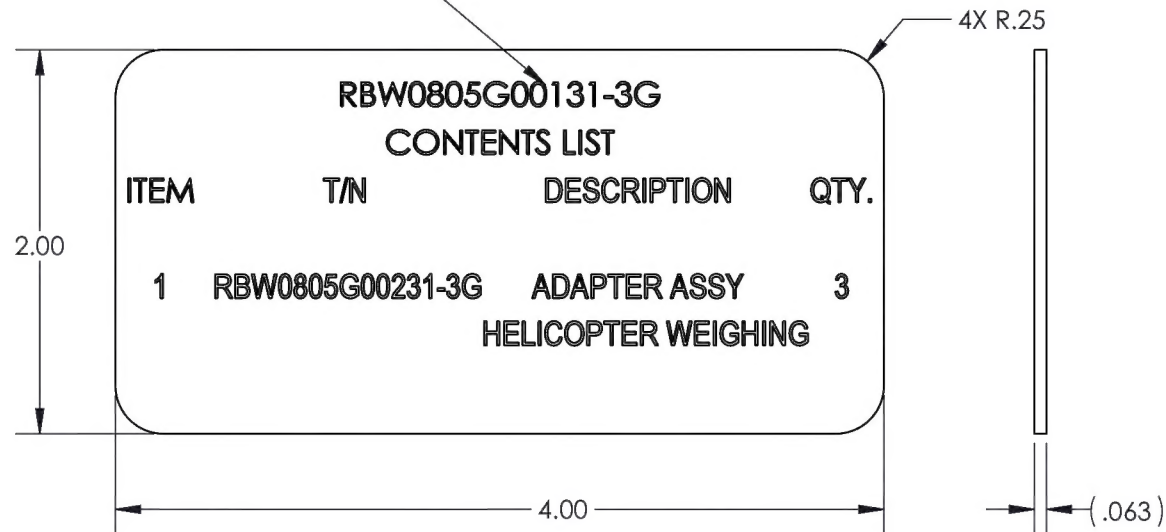 4X R.25
RBW0805G00131-3G
CONTENTS LIST
ITEM T/N DESCRIPTION QTY.
2.00
1 RBW0805G00231-3G ADAPTER ASSY 3
HELICOPTER WEIGHING
4.00
(.063)